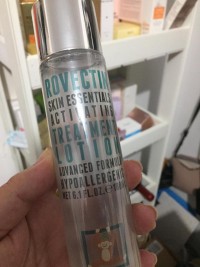 ROVECTIN
SKIN ESSENTIALS
ACTIVATING
TREATMENT
LOTION
ADVANCED FORMULA
HYPOALLERGENIC